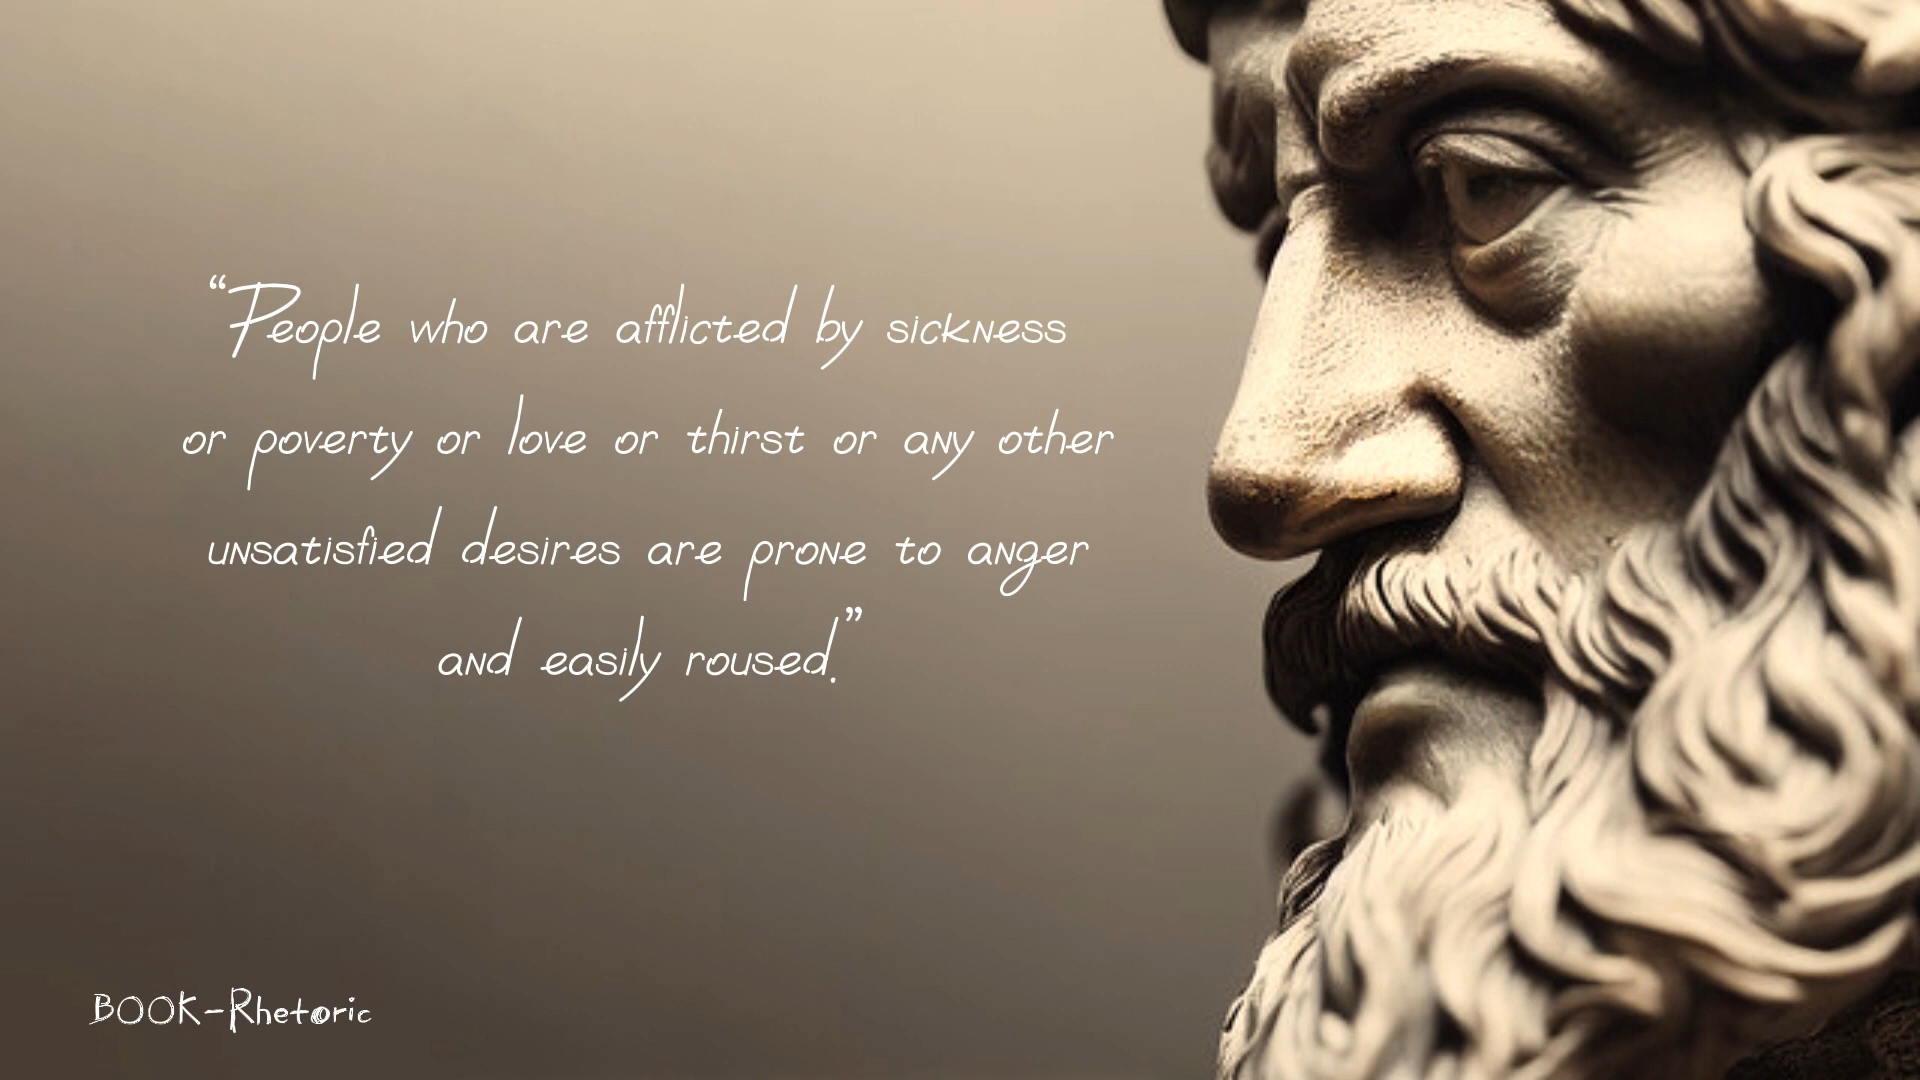 “People who are afflicted by sickness
or poverty or love or thirst or any other
unsatisfied desires are prone to anger
and easily roused.”
BOOK-Rhetoric